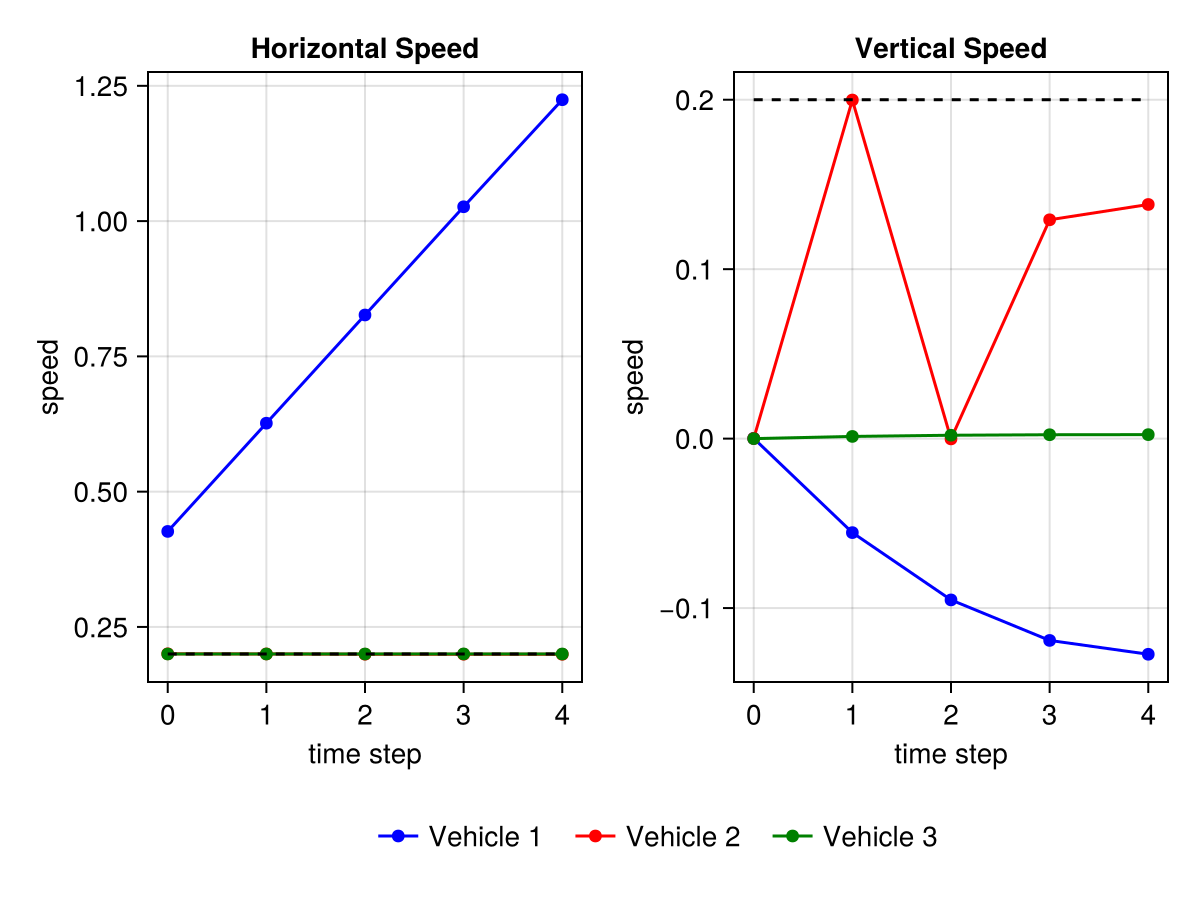 Horizontal Speed
1.25
1.00
0.75
0.50
0.25
speed
0 1 2 3 4
time step
Vertical Speed
0.2
0.1
0.0
−0.1
speed
0 1 2 3 4
time step
Vehicle 1 Vehicle 2 Vehicle 3